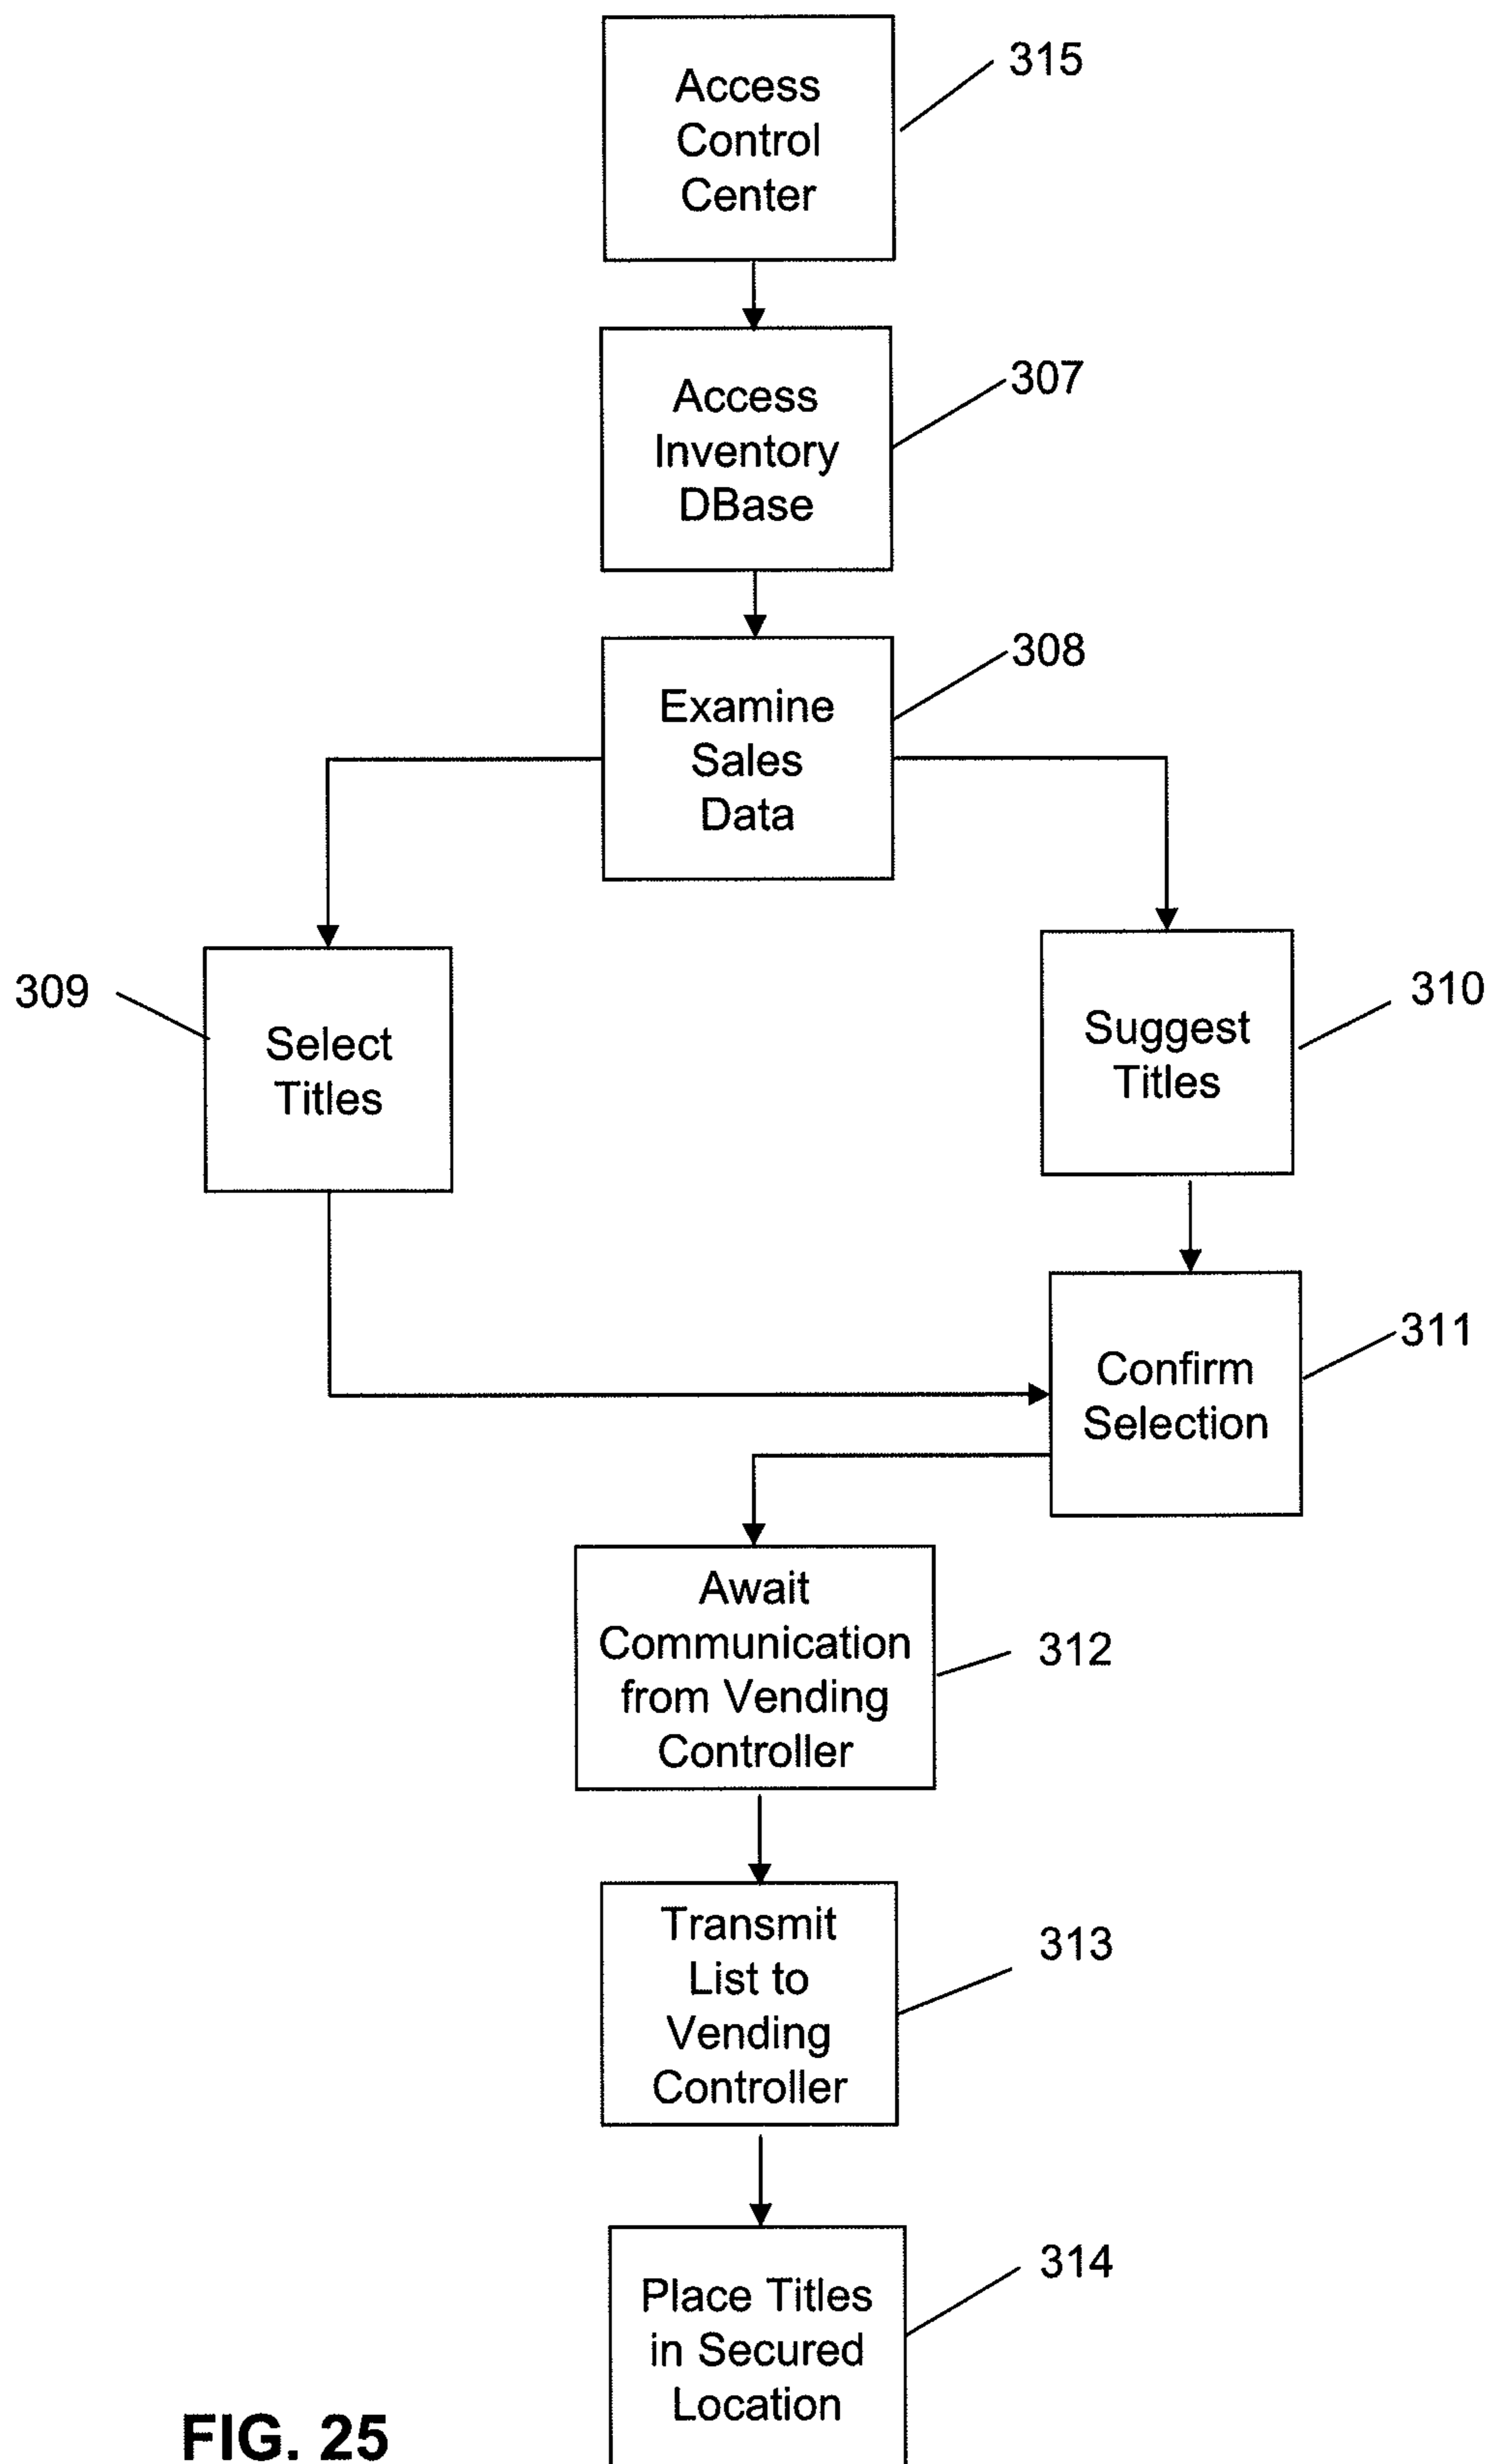 Access
Control
Center
315
Access
Inventory
DBase
307
Examine
Sales
Data
308
309
Select
Titles
Suggest
Titles
310
Confirm
Selection
311
Await
Communication
from Vending
Controller
312
Transmit
List to
Vending
Controller
313
Place Titles
in Secured
Location
314
FIG. 25